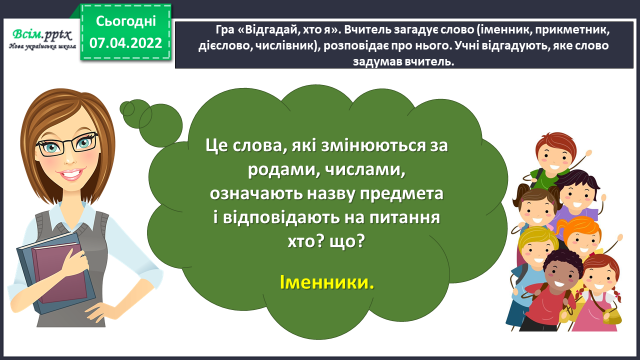 Всім.pptx
Нова українська школа
Сьогодні
07.04.2022
Гра «Відгадай, хто я». Вчитель загадує слово (іменник, прикметник,
дієслово, числівник), розповідає про нього. Учні відгадують, яке слово
задумав вчитель.
Це слова, які змінюються за
родами, числами,
означають назву предмета
і відповідають на питання
хто? що?
Іменники.